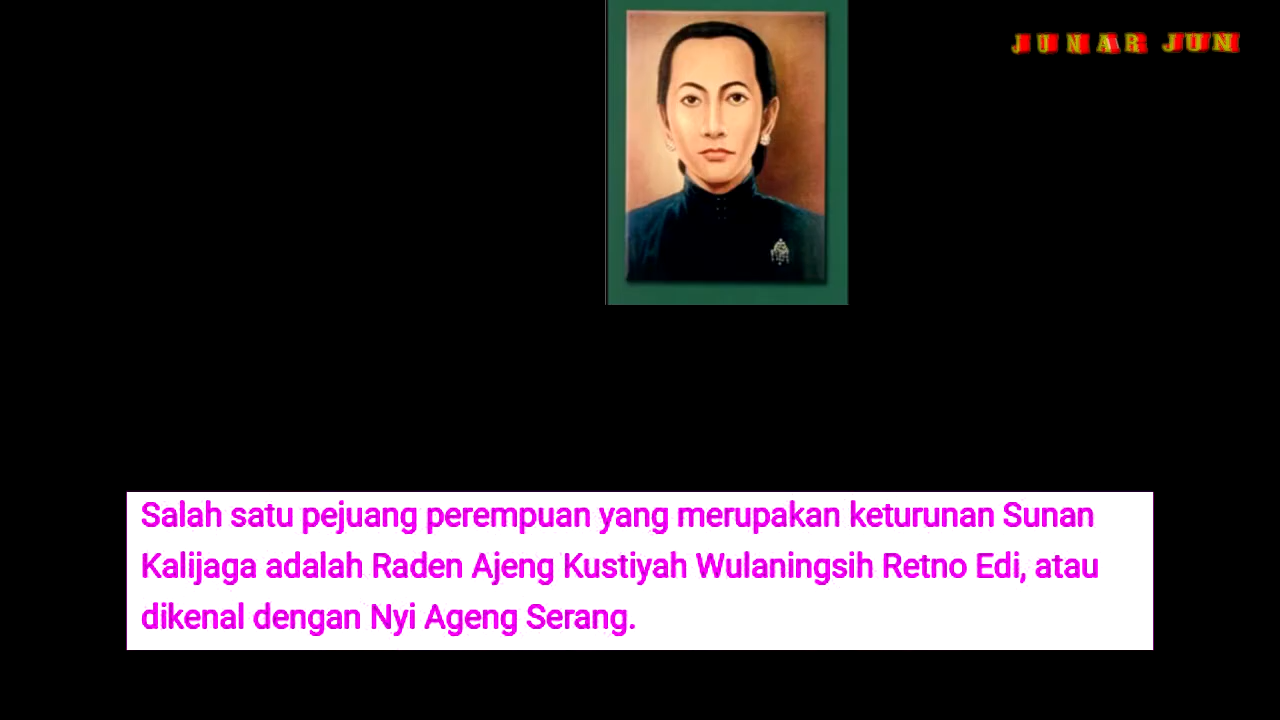 JUNAR JUN
Salah satu pejuang perempuan yang merupakan keturunan Sunan
Kalijaga adalah Raden Ajeng Kustiyah Wulaningsih Retno Edi, atau
dikenal dengan Nyi Ageng Serang.